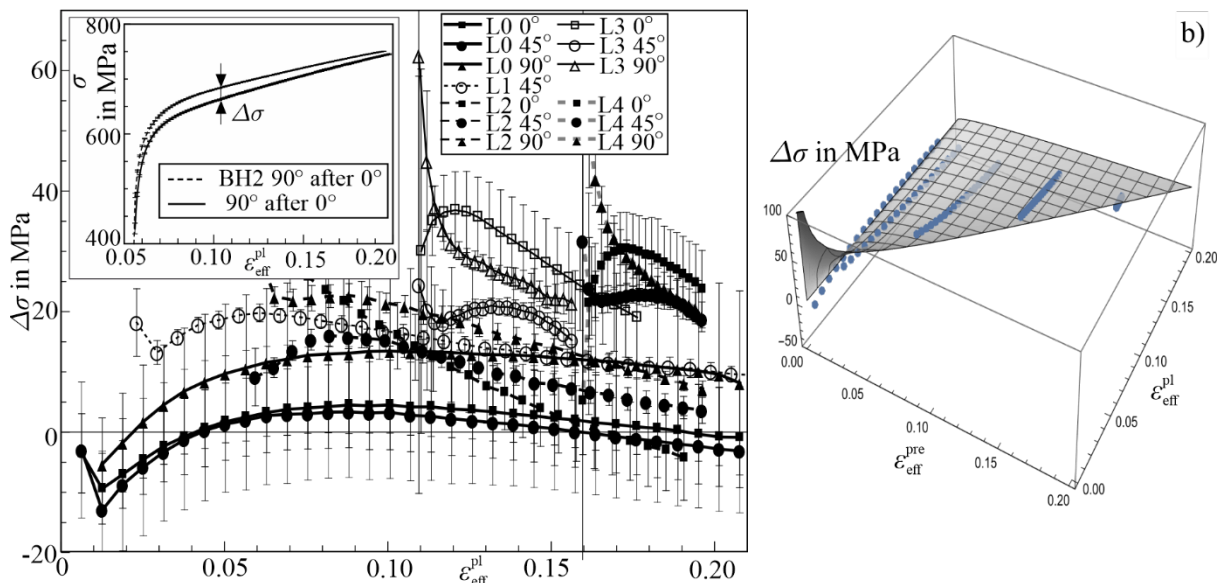 800
σ
in MPa
600
400
Δσ
BH2 90° after 0°
90° after 0°
0.05
0.10
0.15
0.20
ε_eff^pl
L0 0°
L0 45°
L0 90°
L1 45°
L2 0°
L2 45°
L2 90°
L3 0°
L3 45°
L3 90°
L4 0°
L4 45°
L4 90°
60
40
20
0
-20
Δσ in MPa
0
0.05
0.10
0.15
0.20
ε_eff^pl
b)
Δσ in MPa
100
50
0
-50
0.00
0.05
0.10
0.15
0.20
ε_eff^pre
0.00
0.05
0.10
0.15
0.20
ε_eff^pl